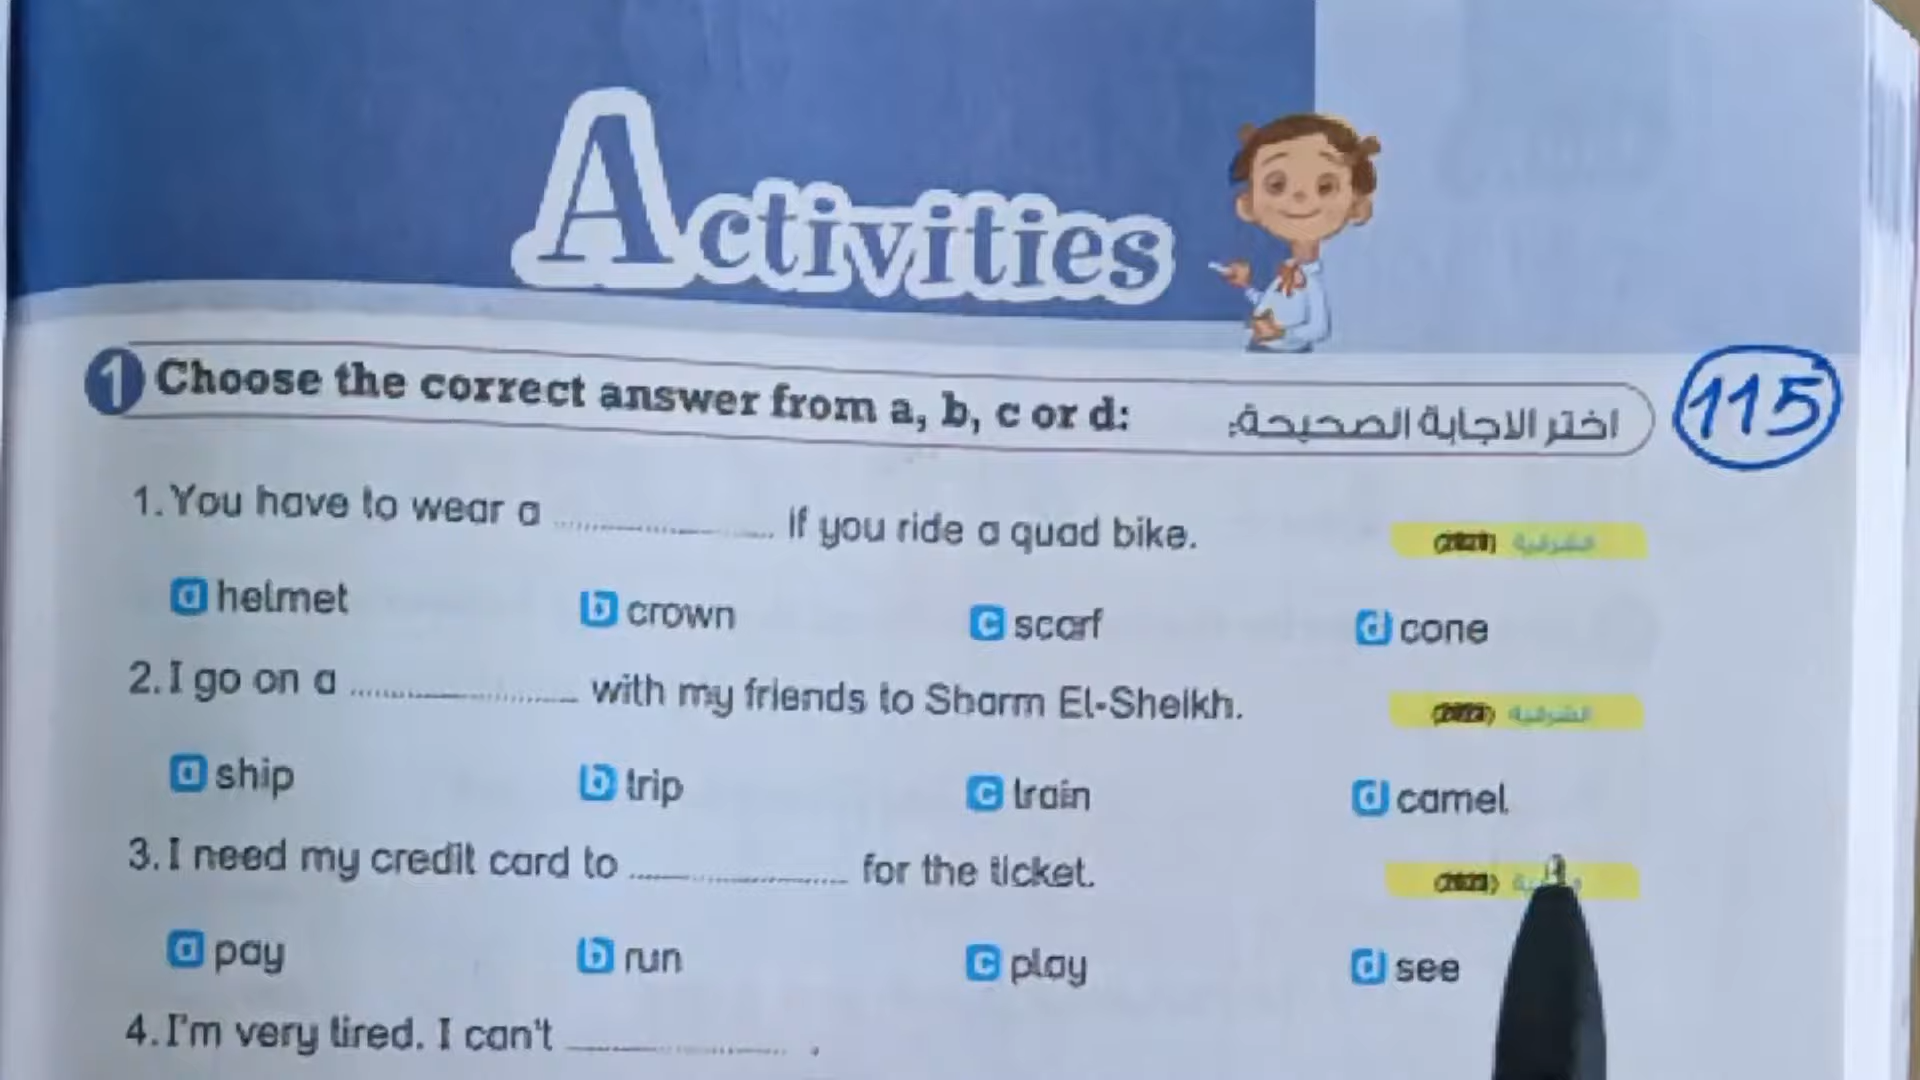 Activities
1 Choose the correct answer from a, b, c or d: اختر الاجابة الصحيحة: 115
1. You have to wear a .................... if you ride a quad bike. الشرقية
a helmet b crown c scarf d cone
2. I go on a .................... with my friends to Sharm El-Sheikh. الشرقية
a ship b trip c train d camel
3. I need my credit card to .................... for the ticket.
a pay b run c play d see
4. I'm very tired. I can't .................... .